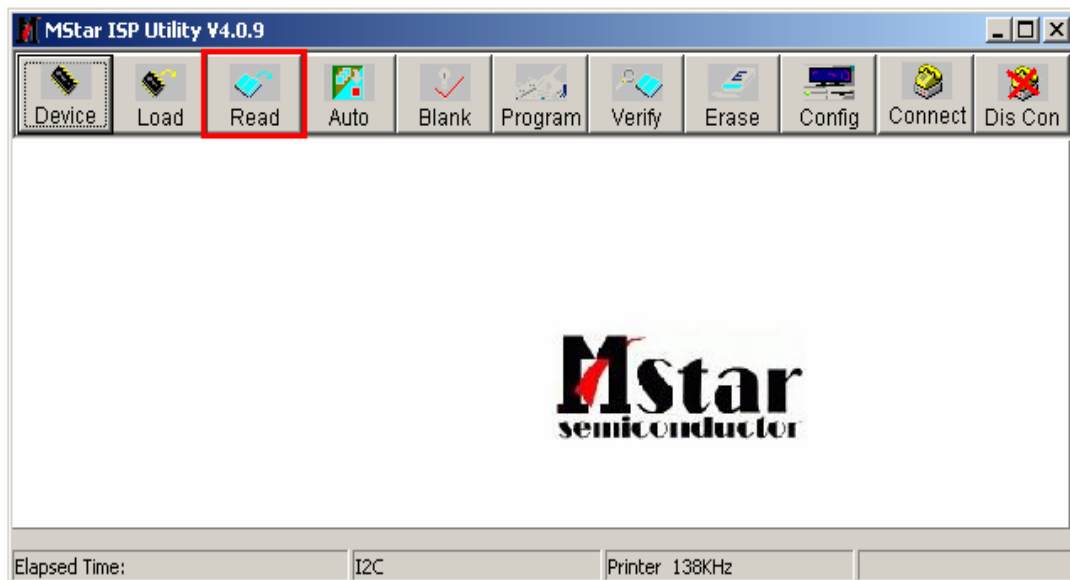 MStar ISP Utility V4.0.9
Device Load Read Auto Blank Program Verify Erase Config Connect Dis Con
MStar
semiconductor
Elapsed Time: I2C Printer 138KHz